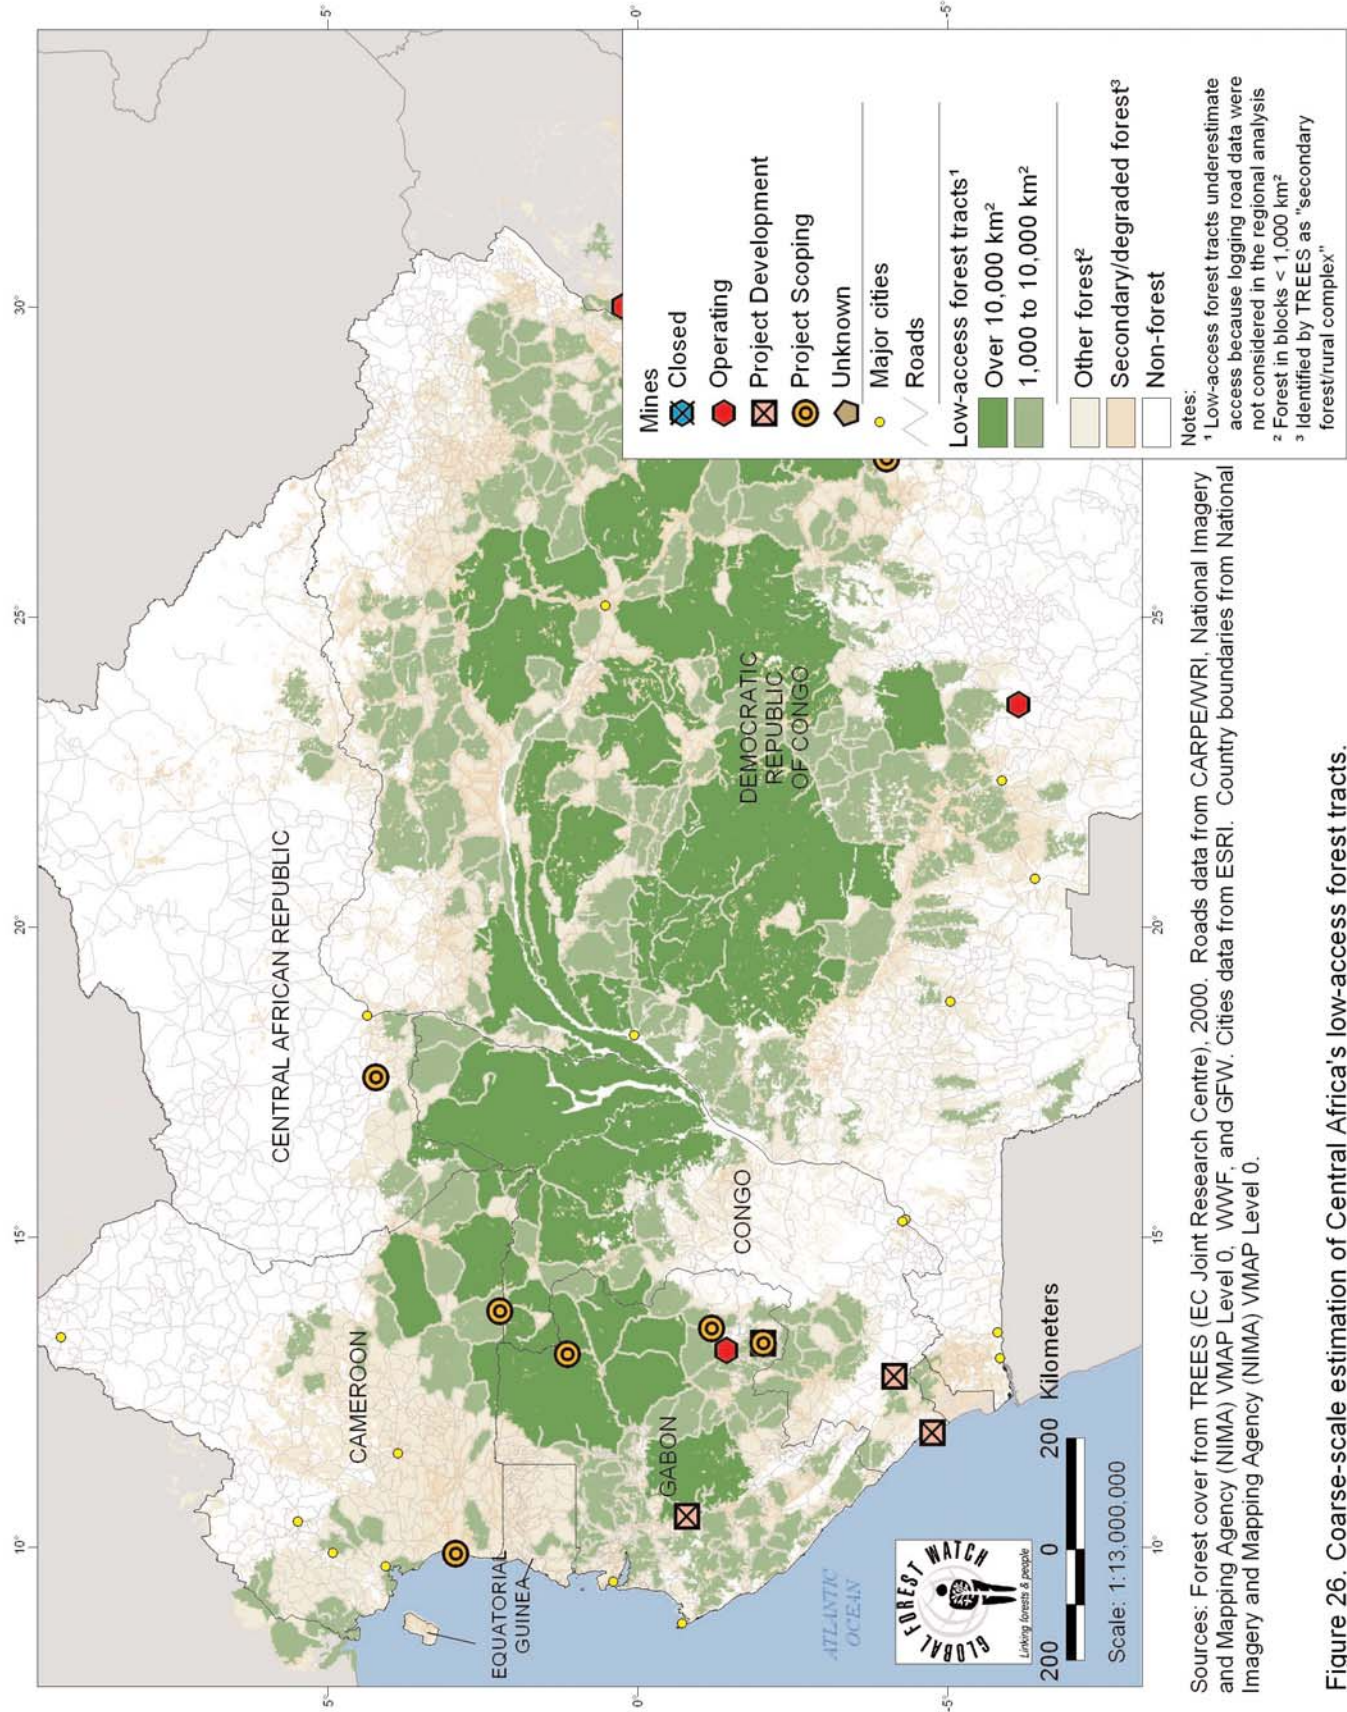 10°
15°
20°
25°
30°
5°
0°
-5°
5°
0°
-5°
10°
15°
20°
25°
CENTRAL AFRICAN REPUBLIC
CAMEROON
EQUATORIAL
GUINEA
GABON
CONGO
DEMOCRATIC
REPUBLIC
OF CONGO
ATLANTIC
OCEAN
GLOBAL FOREST WATCH
Linking forests & people
200 0 200 Kilometers
Scale: 1:13,000,000
Mines
Closed
Operating
Project Development
Project Scoping
Unknown
Major cities
Roads
Low-access forest tracts¹
Over 10,000 km²
1,000 to 10,000 km²
Other forest²
Secondary/degraded forest³
Non-forest
Notes:
¹ Low-access forest tracts underestimate
access because logging road data were
not considered in the regional analysis
² Forest in blocks < 1,000 km²
³ Identified by TREES as "secondary
forest/rural complex"
Sources: Forest cover from TREES (EC Joint Research Centre), 2000. Roads data from CARPE/WRI, National Imagery
and Mapping Agency (NIMA) VMAP Level 0, WWF, and GFW. Cities data from ESRI. Country boundaries from National
Imagery and Mapping Agency (NIMA) VMAP Level 0.
Figure 26. Coarse-scale estimation of Central Africa's low-access forest tracts.